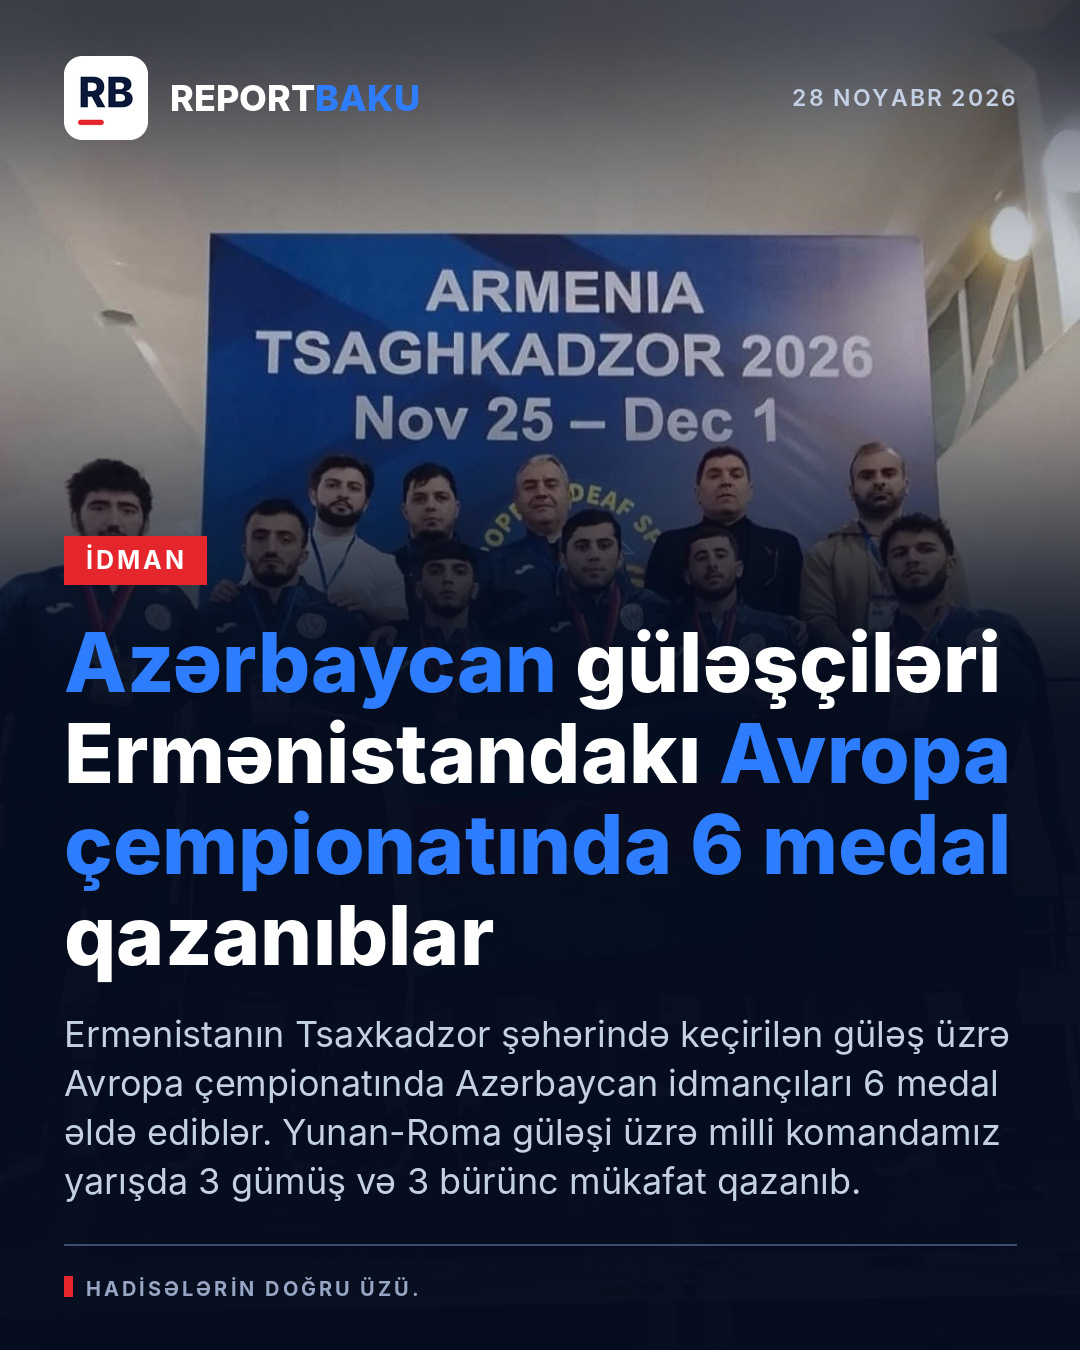 RB
REPORTBAKU
28 NOYABR 2026
ARMENIA
TSAGHKADZOR 2026
Nov 25 – Dec 1
DEAF
İDMAN
Azərbaycan güləşçiləri
Ermənistandakı Avropa
çempionatında 6 medal
qazanıblar
Ermənistanın Tsaxkadzor şəhərində keçirilən güləş üzrə
Avropa çempionatında Azərbaycan idmançıları 6 medal
əldə ediblər. Yunan-Roma güləşi üzrə milli komandamız
yarışda 3 gümüş və 3 bürünc mükafat qazanıb.
HADİSƏLƏRİN DOĞRU ÜZÜ.